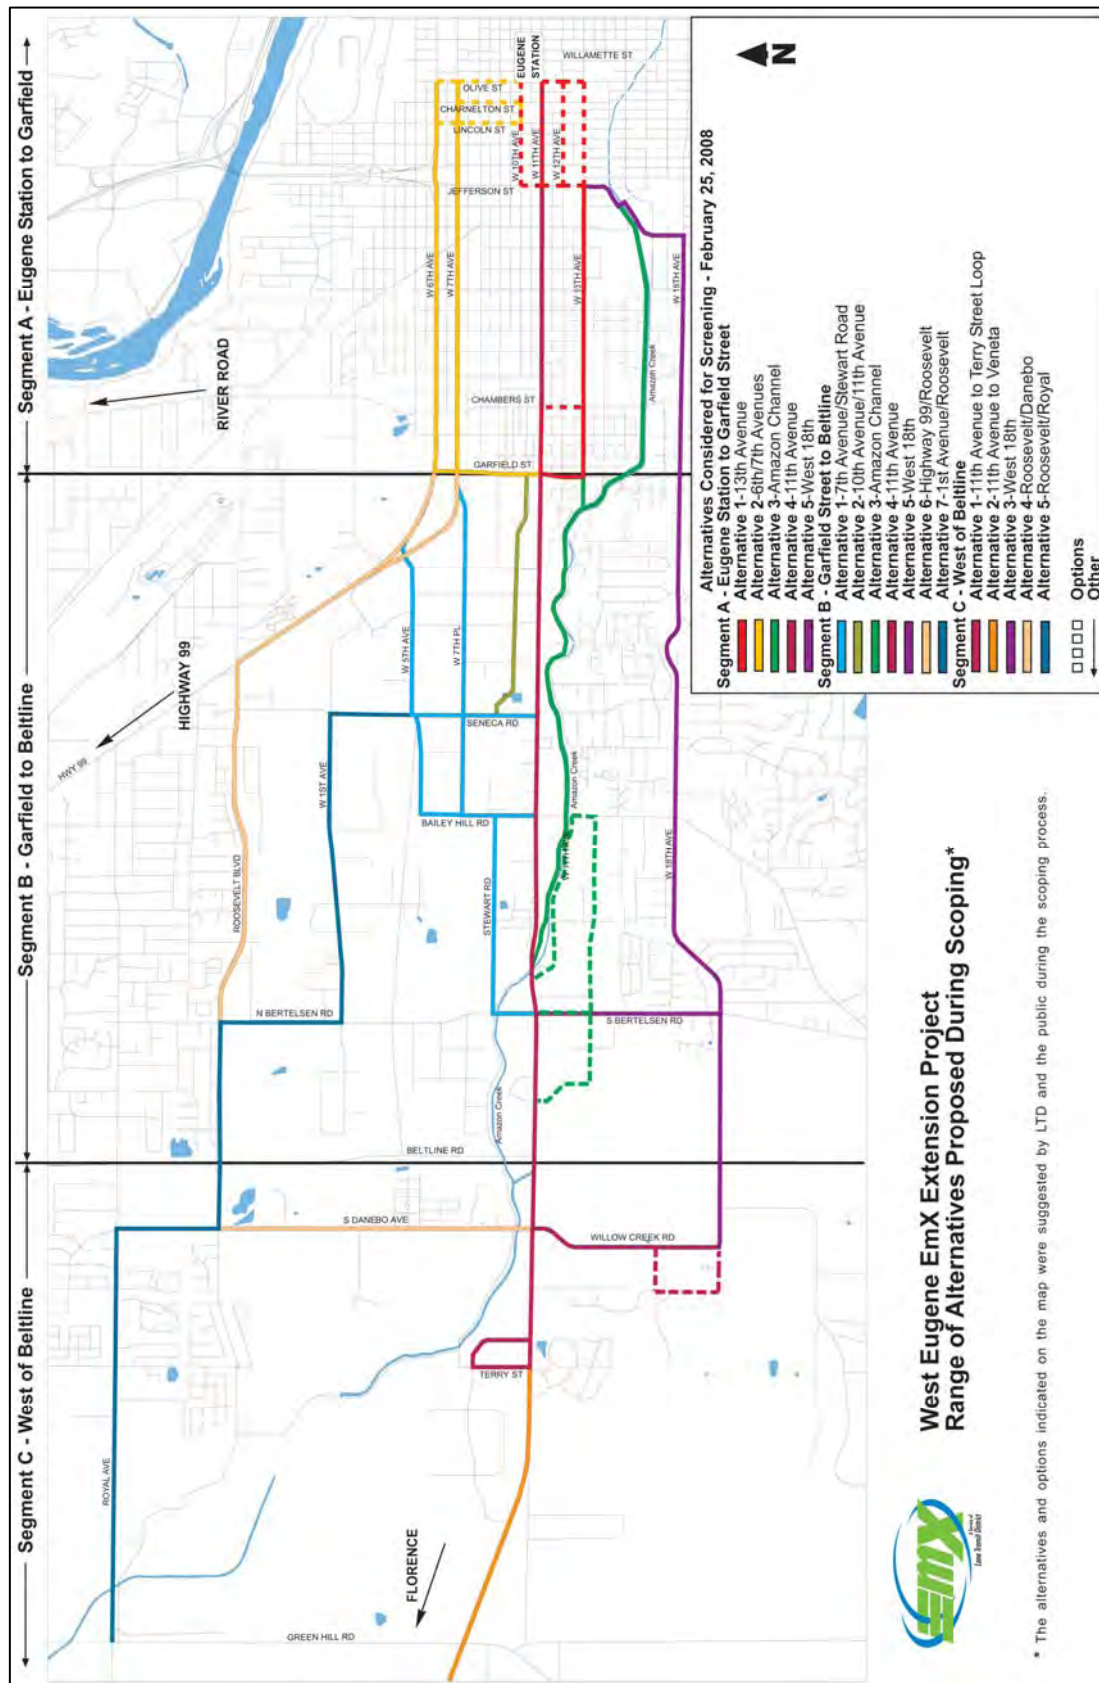 Segment C - West of Beltline
Segment B - Garfield to Beltline
Segment A - Eugene Station to Garfield
RIVER ROAD
HIGHWAY 99
HWY 99
FLORENCE
EUGENE
STATION
WILLAMETTE ST
OLIVE ST
CHARNELTON ST
LINCOLN ST
JEFFERSON ST
CHAMBERS ST
GARFIELD ST
W 6TH AVE
W 7TH AVE
W 10TH AVE
W 11TH AVE
W 12TH AVE
W 13TH AVE
W 18TH AVE
Amazon Creek
W 5TH AVE
W 7TH PL
SENECA RD
BAILEY HILL RD
STEWART RD
W 1ST AVE
ROOSEVELT BLVD
N BERTELSEN RD
S BERTELSEN RD
Amazon Creek
W 11TH AVE
W 18TH AVE
Amazon Creek
BELTLINE RD
S DANEBO AVE
WILLOW CREEK RD
TERRY ST
ROYAL AVE
GREEN HILL RD
N
Alternatives Considered for Screening - February 25, 2008
Segment A - Eugene Station to Garfield Street
Alternative 1-13th Avenue
Alternative 2-6th/7th Avenues
Alternative 3-Amazon Channel
Alternative 4-11th Avenue
Alternative 5-West 18th
Segment B - Garfield Street to Beltline
Alternative 1-7th Avenue/Stewart Road
Alternative 2-10th Avenue/11th Avenue
Alternative 3-Amazon Channel
Alternative 4-11th Avenue
Alternative 5-West 18th
Alternative 6-Highway 99/Roosevelt
Alternative 7-1st Avenue/Roosevelt
Segment C - West of Beltline
Alternative 1-11th Avenue to Terry Street Loop
Alternative 2-11th Avenue to Veneta
Alternative 3-West 18th
Alternative 4-Roosevelt/Danebo
Alternative 5-Roosevelt/Royal
Options
Other
EmX
Lane Transit District
West Eugene EmX Extension Project
Range of Alternatives Proposed During Scoping*
* The alternatives and options indicated on the map were suggested by LTD and the public during the scoping process.